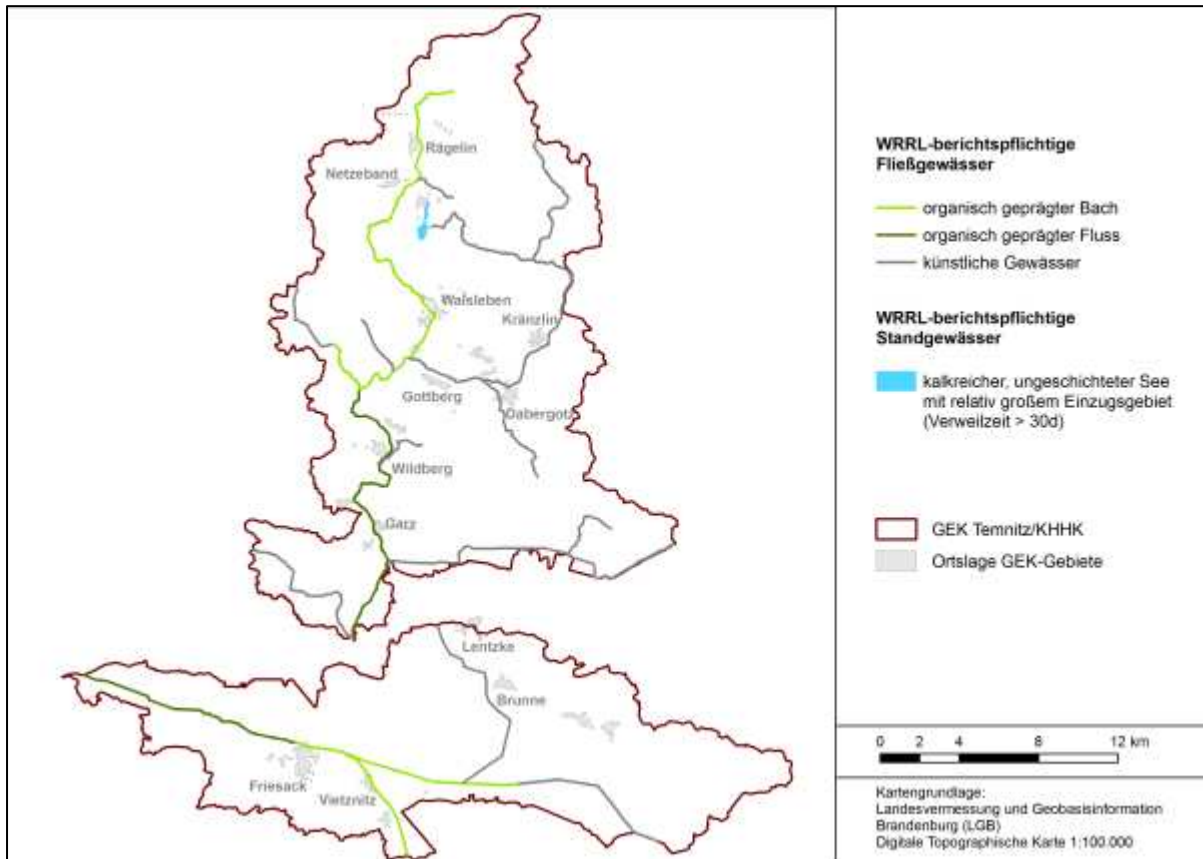 Rägelin
Netzeband
Walsleben
Kränzlin
Gottberg
Dabergotz
Wildberg
Garz
Lentzke
Brunne
Friesack
Vietznitz
WRRL-berichtspflichtige
Fließgewässer
organisch geprägter Bach
organisch geprägter Fluss
künstliche Gewässer
WRRL-berichtspflichtige
Standgewässer
kalkreicher, ungeschichteter See
mit relativ großem Einzugsgebiet
(Verweilzeit > 30d)
GEK Temnitz/KHHK
Ortslage GEK-Gebiete
0 2 4 8 12 km
Kartengrundlage:
Landesvermessung und Geobasisinformation
Brandenburg (LGB)
Digitale Topographische Karte 1:100.000